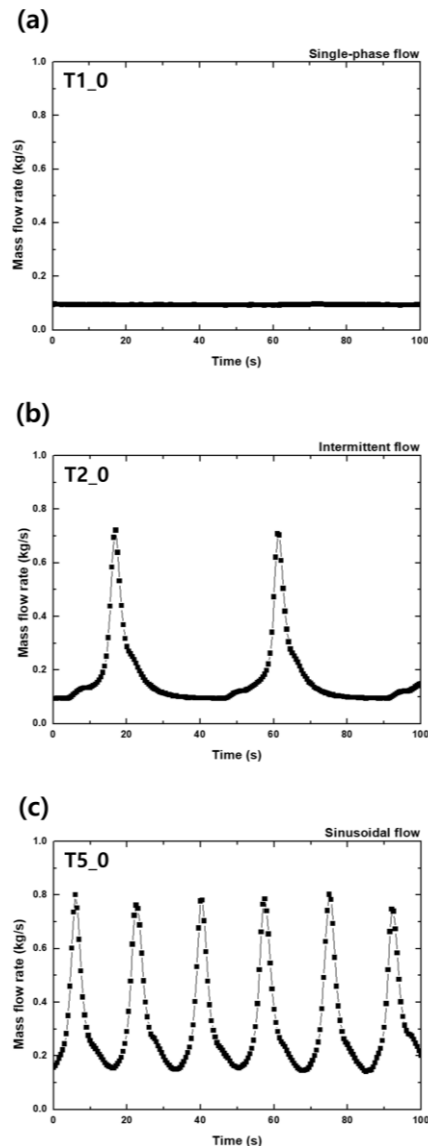 (a)
Single-phase flow
T1_0
Mass flow rate (kg/s)
1.0
0.8
0.6
0.4
0.2
0.0
0 20 40 60 80 100
Time (s)
(b)
Intermittent flow
T2_0
Mass flow rate (kg/s)
1.0
0.8
0.6
0.4
0.2
0.0
0 20 40 60 80 100
Time (s)
(c)
Sinusoidal flow
T5_0
Mass flow rate (kg/s)
1.0
0.8
0.6
0.4
0.2
0.0
0 20 40 60 80 100
Time (s)